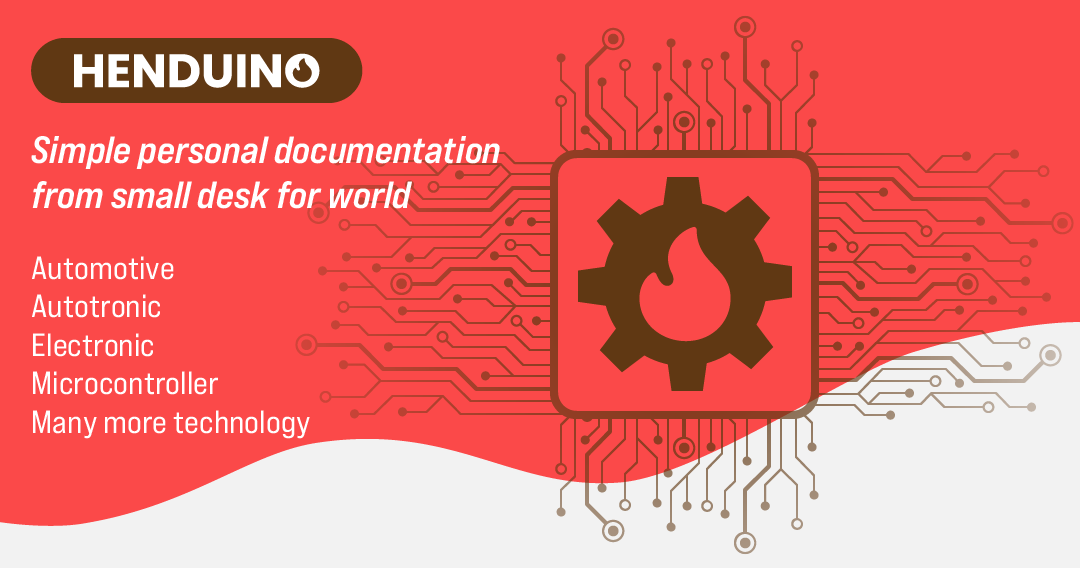 HENDUINO
Simple personal documentation
from small desk for world
Automotive
Autotronic
Electronic
Microcontroller
Many more technology